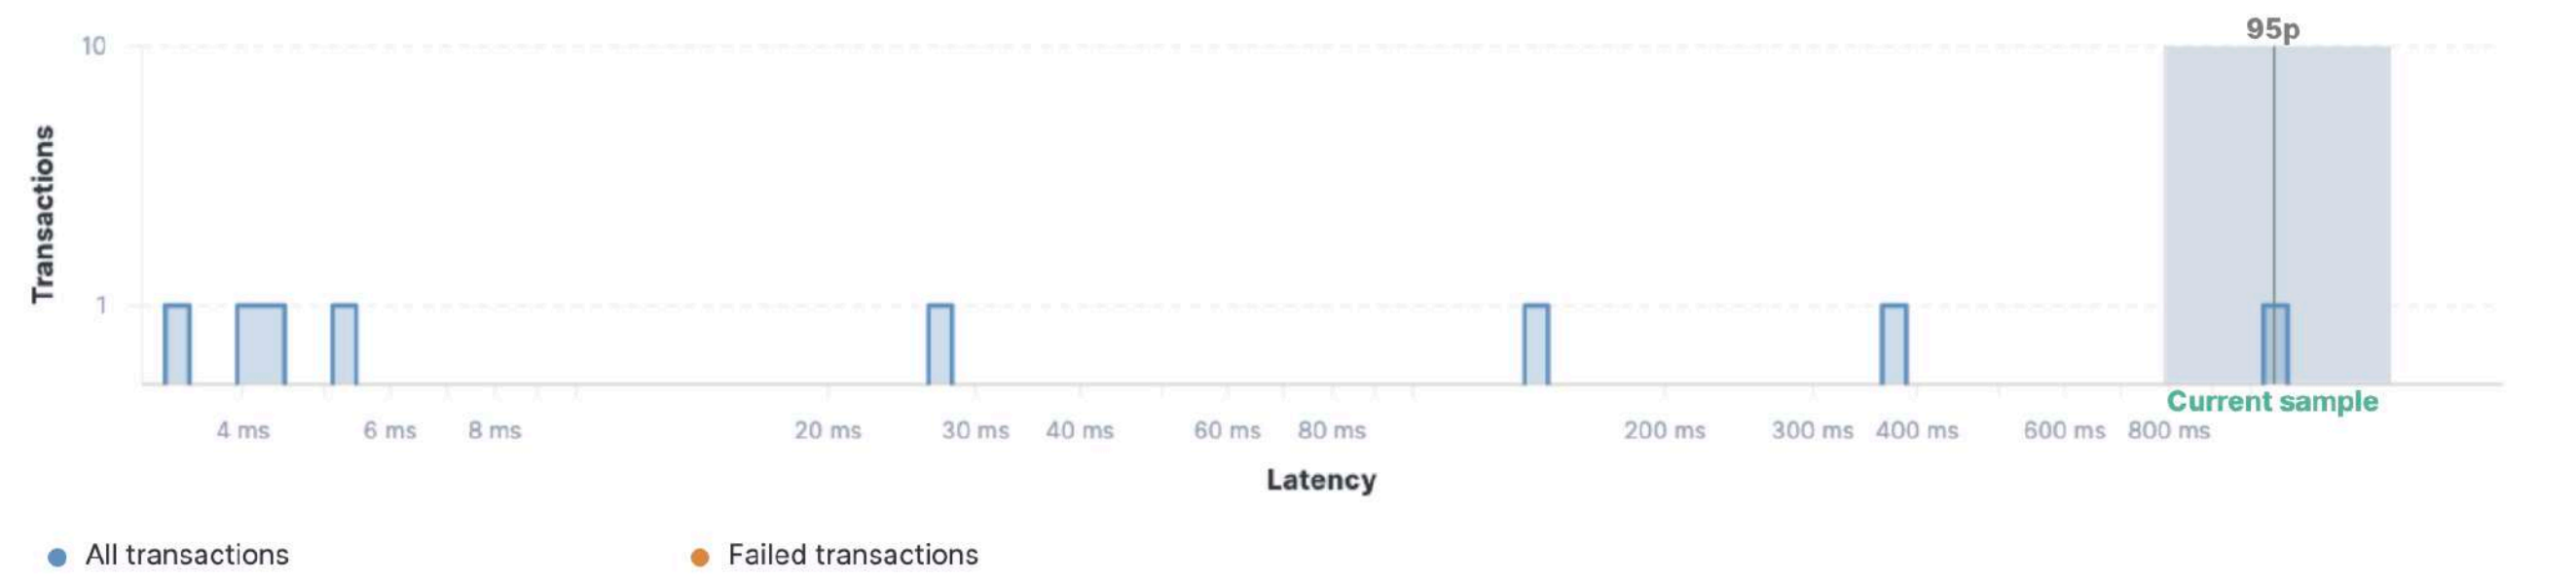 95p
10
Transactions
1
Current sample
4 ms 6 ms 8 ms 20 ms 30 ms 40 ms 60 ms 80 ms 200 ms 300 ms 400 ms 600 ms 800 ms
Latency
All transactions Failed transactions